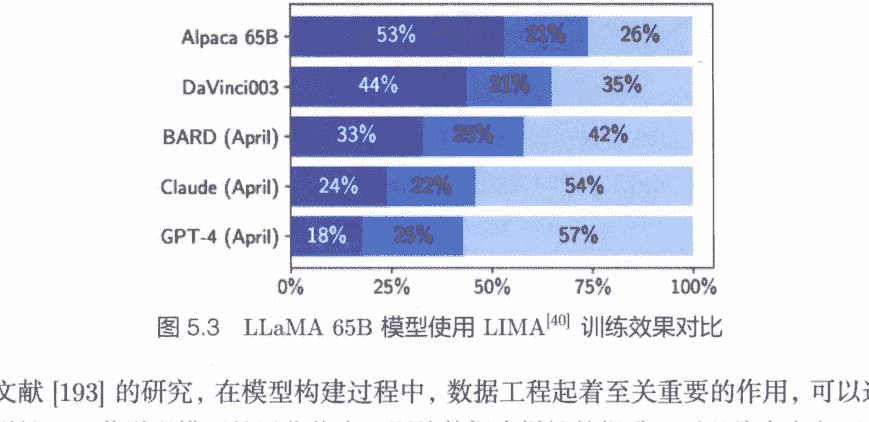 Alpaca 65B 53% 21% 26%
DaVinci003 44% 21% 35%
BARD (April) 33% 25% 42%
Claude (April) 24% 22% 54%
GPT-4 (April) 18% 25% 57%
0% 25% 50% 75% 100%
图 5.3 LLaMA 65B 模型使用 LIMA[40] 训练效果对比
文献 [193] 的研究，在模型构建过程中，数据工程起着至关重要的作用，可以